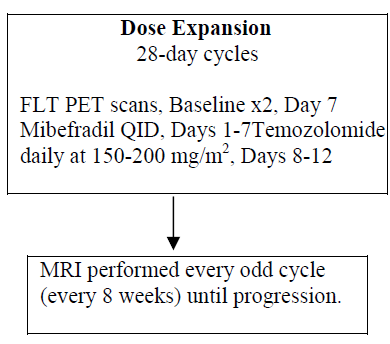 Dose Expansion
28-day cycles
FLT PET scans, Baseline x2, Day 7
Mibefradil QID, Days 1-7Temozolomide
daily at 150-200 mg/m², Days 8-12
MRI performed every odd cycle
(every 8 weeks) until progression.